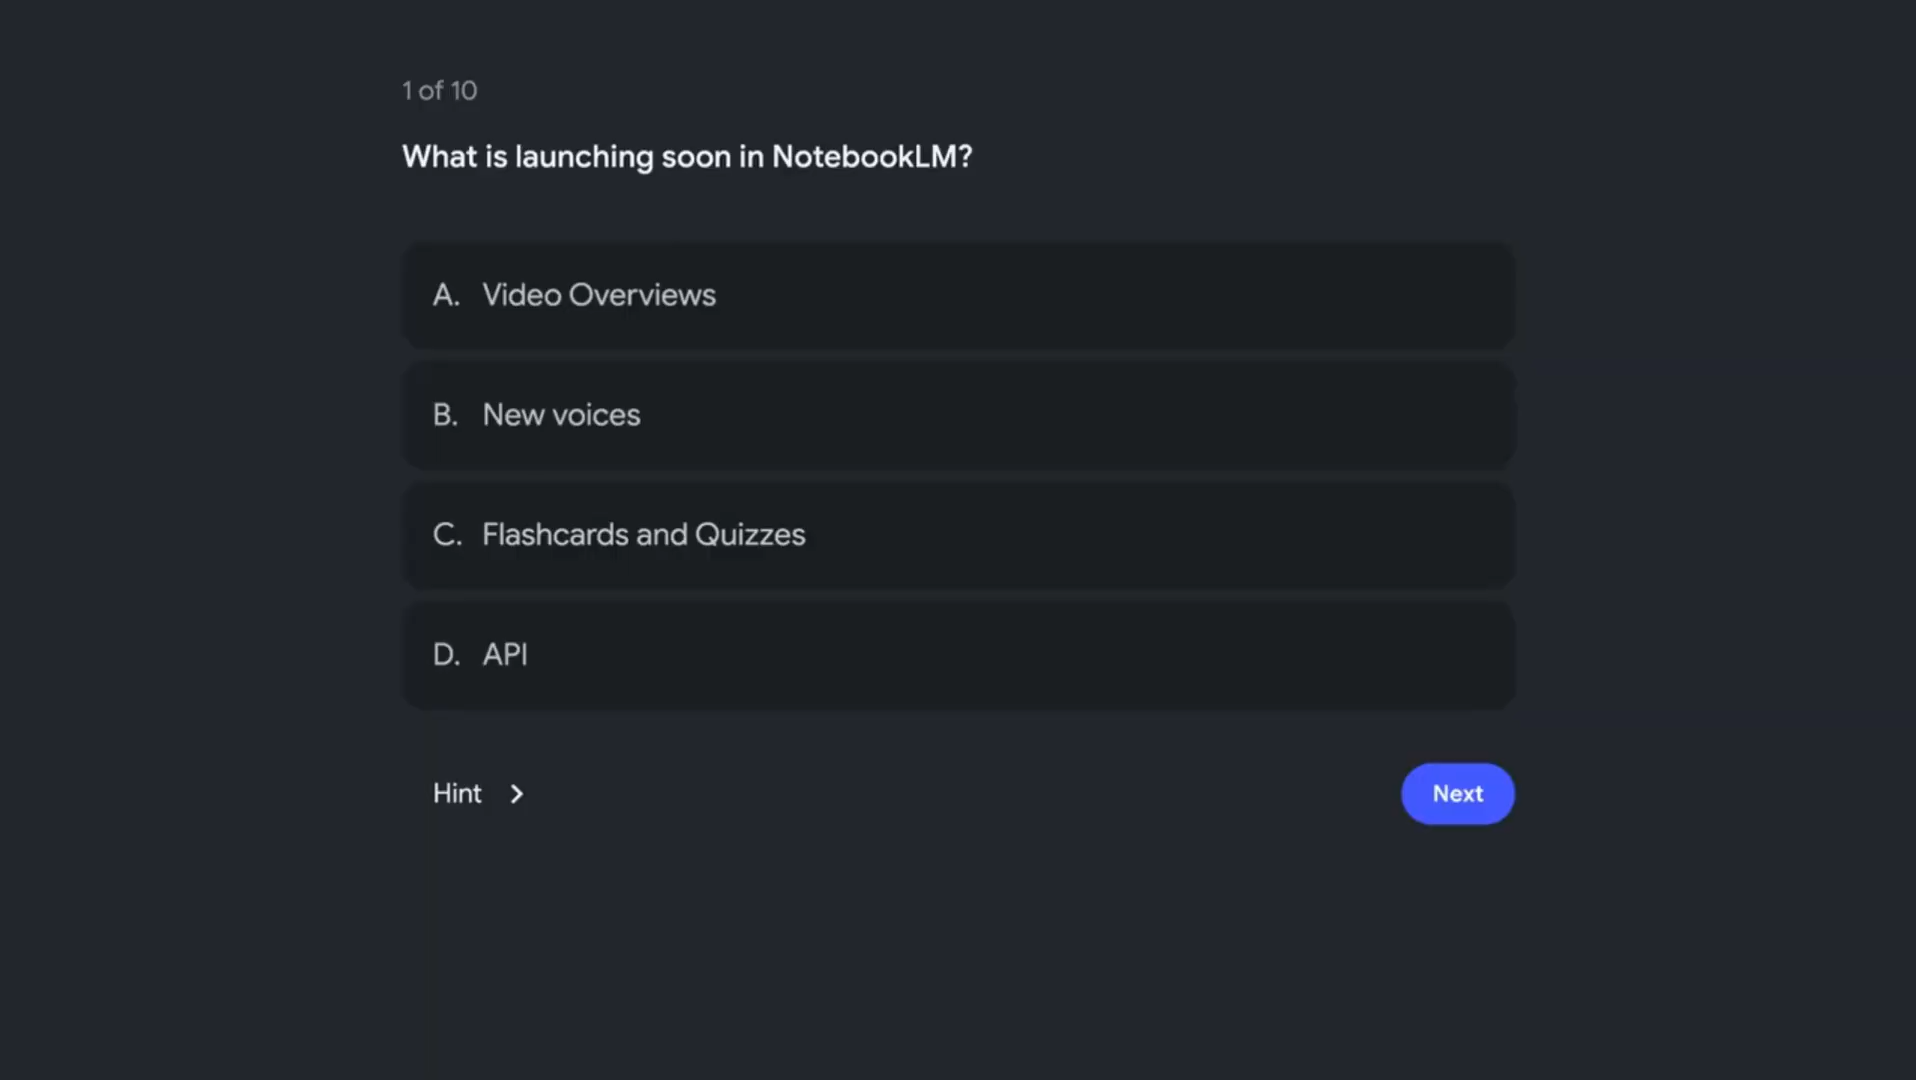 1 of 10
What is launching soon in NotebookLM?
A. Video Overviews
B. New voices
C. Flashcards and Quizzes
D. API
Hint
Next